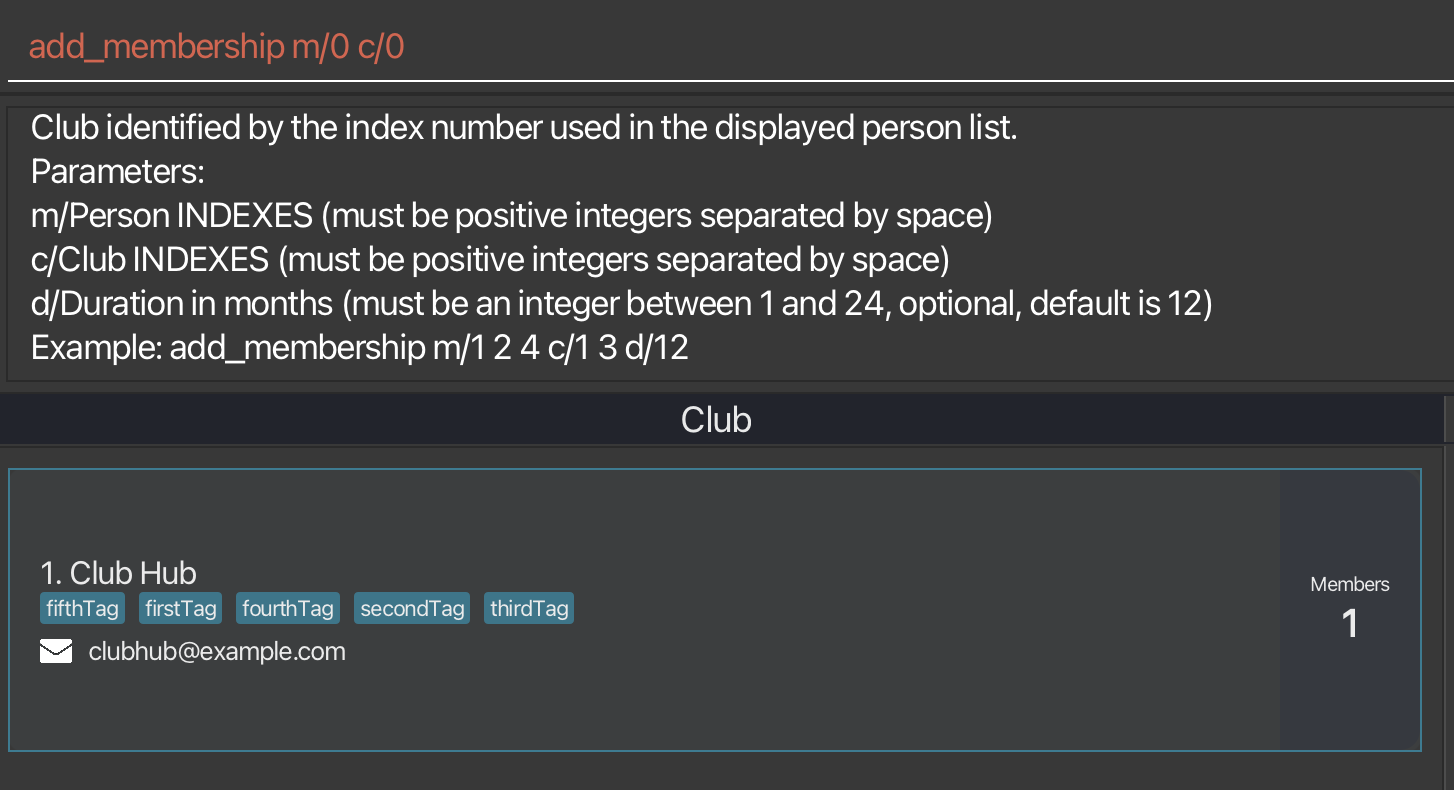 add_membership m/0 c/0
Club identified by the index number used in the displayed person list.
Parameters:
m/Person INDEXES (must be positive integers separated by space)
c/Club INDEXES (must be positive integers separated by space)
d/Duration in months (must be an integer between 1 and 24, optional, default is 12)
Example: add_membership m/1 2 4 c/1 3 d/12
Club
1. Club Hub
fifthTag firstTag fourthTag secondTag thirdTag
clubhub@example.com
Members
1